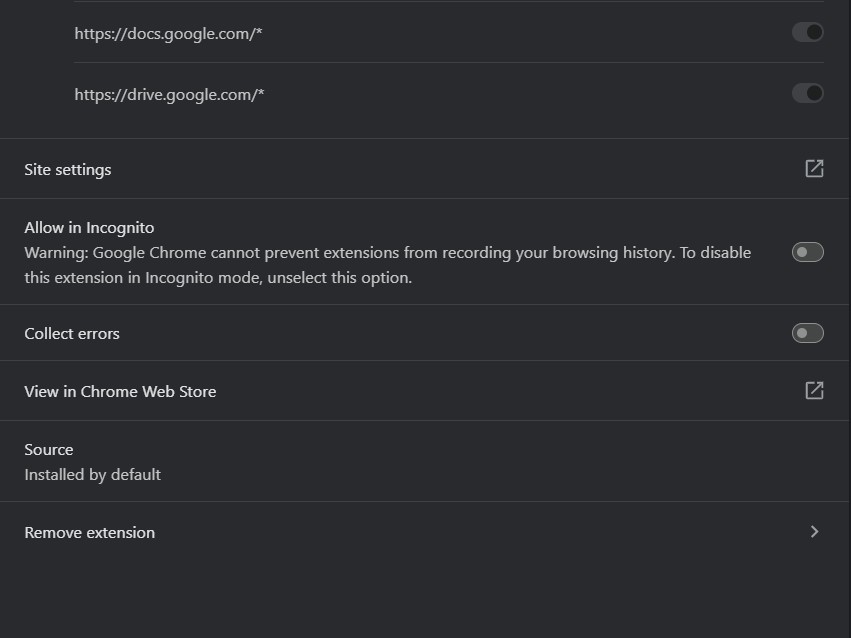 https://docs.google.com/*
https://drive.google.com/*
Site settings
Allow in Incognito
Warning: Google Chrome cannot prevent extensions from recording your browsing history. To disable
this extension in Incognito mode, unselect this option.
Collect errors
View in Chrome Web Store
Source
Installed by default
Remove extension